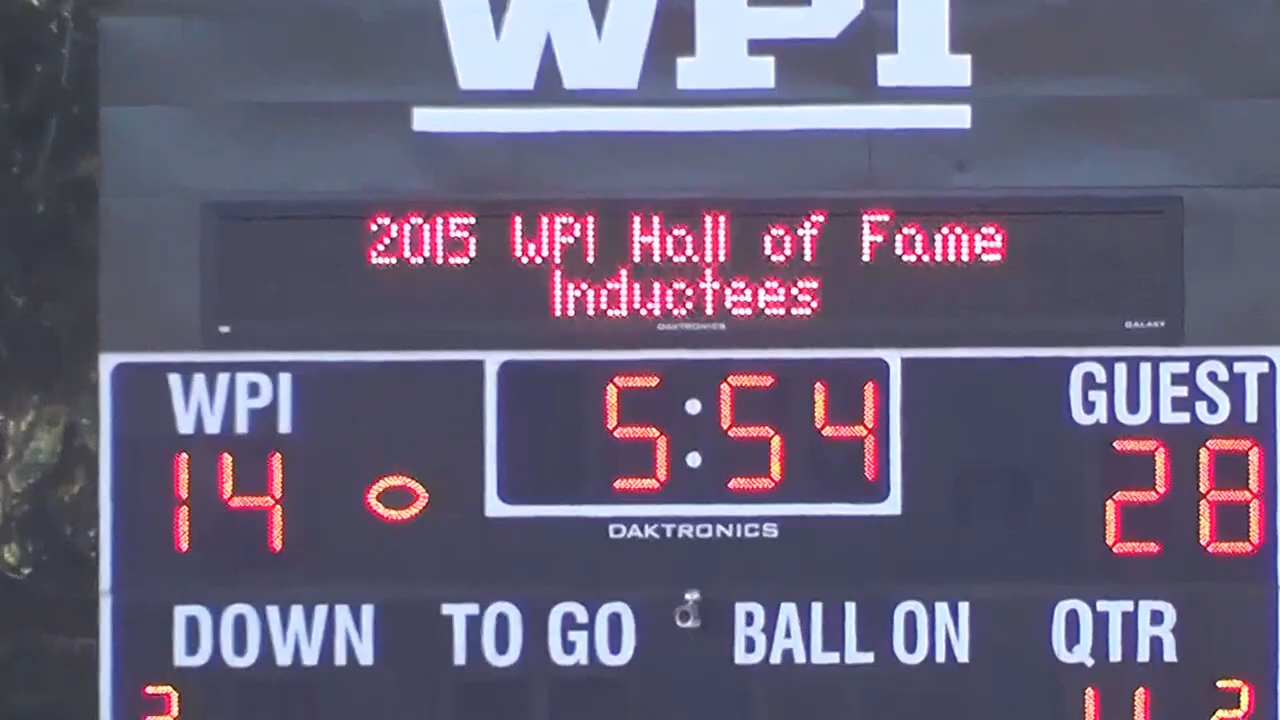 WPI
2015 WPI Hall of Fame
Inductees
DAKTRONICS
GALAXY
WPI
5:54
GUEST
14
28
DAKTRONICS
DOWN
TO GO
BALL ON
QTR